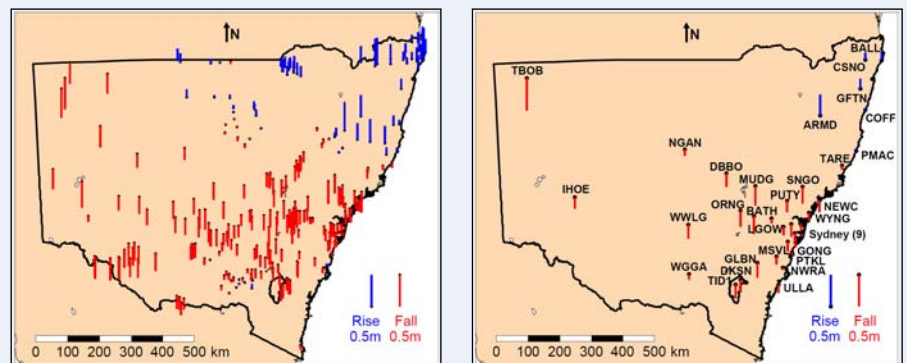 N
Rise
0.5m
Fall
0.5m
0 100 200 300 400 500 km
N
BALL
CSNO
TBOB
GFTN
COFF
ARMD
NGAN
PMAC
TARE
DBBO
MUDG
SNGO
PUTY
IHOE
ORNG
BATH
NEWC
WYNG
WWLG
LGOW
Sydney (9)
MSVL
GONG
GLBN
PTKL
WGGA
DKSN
NWRA
TID1
ULLA
Rise
0.5m
Fall
0.5m
0 100 200 300 400 500 km